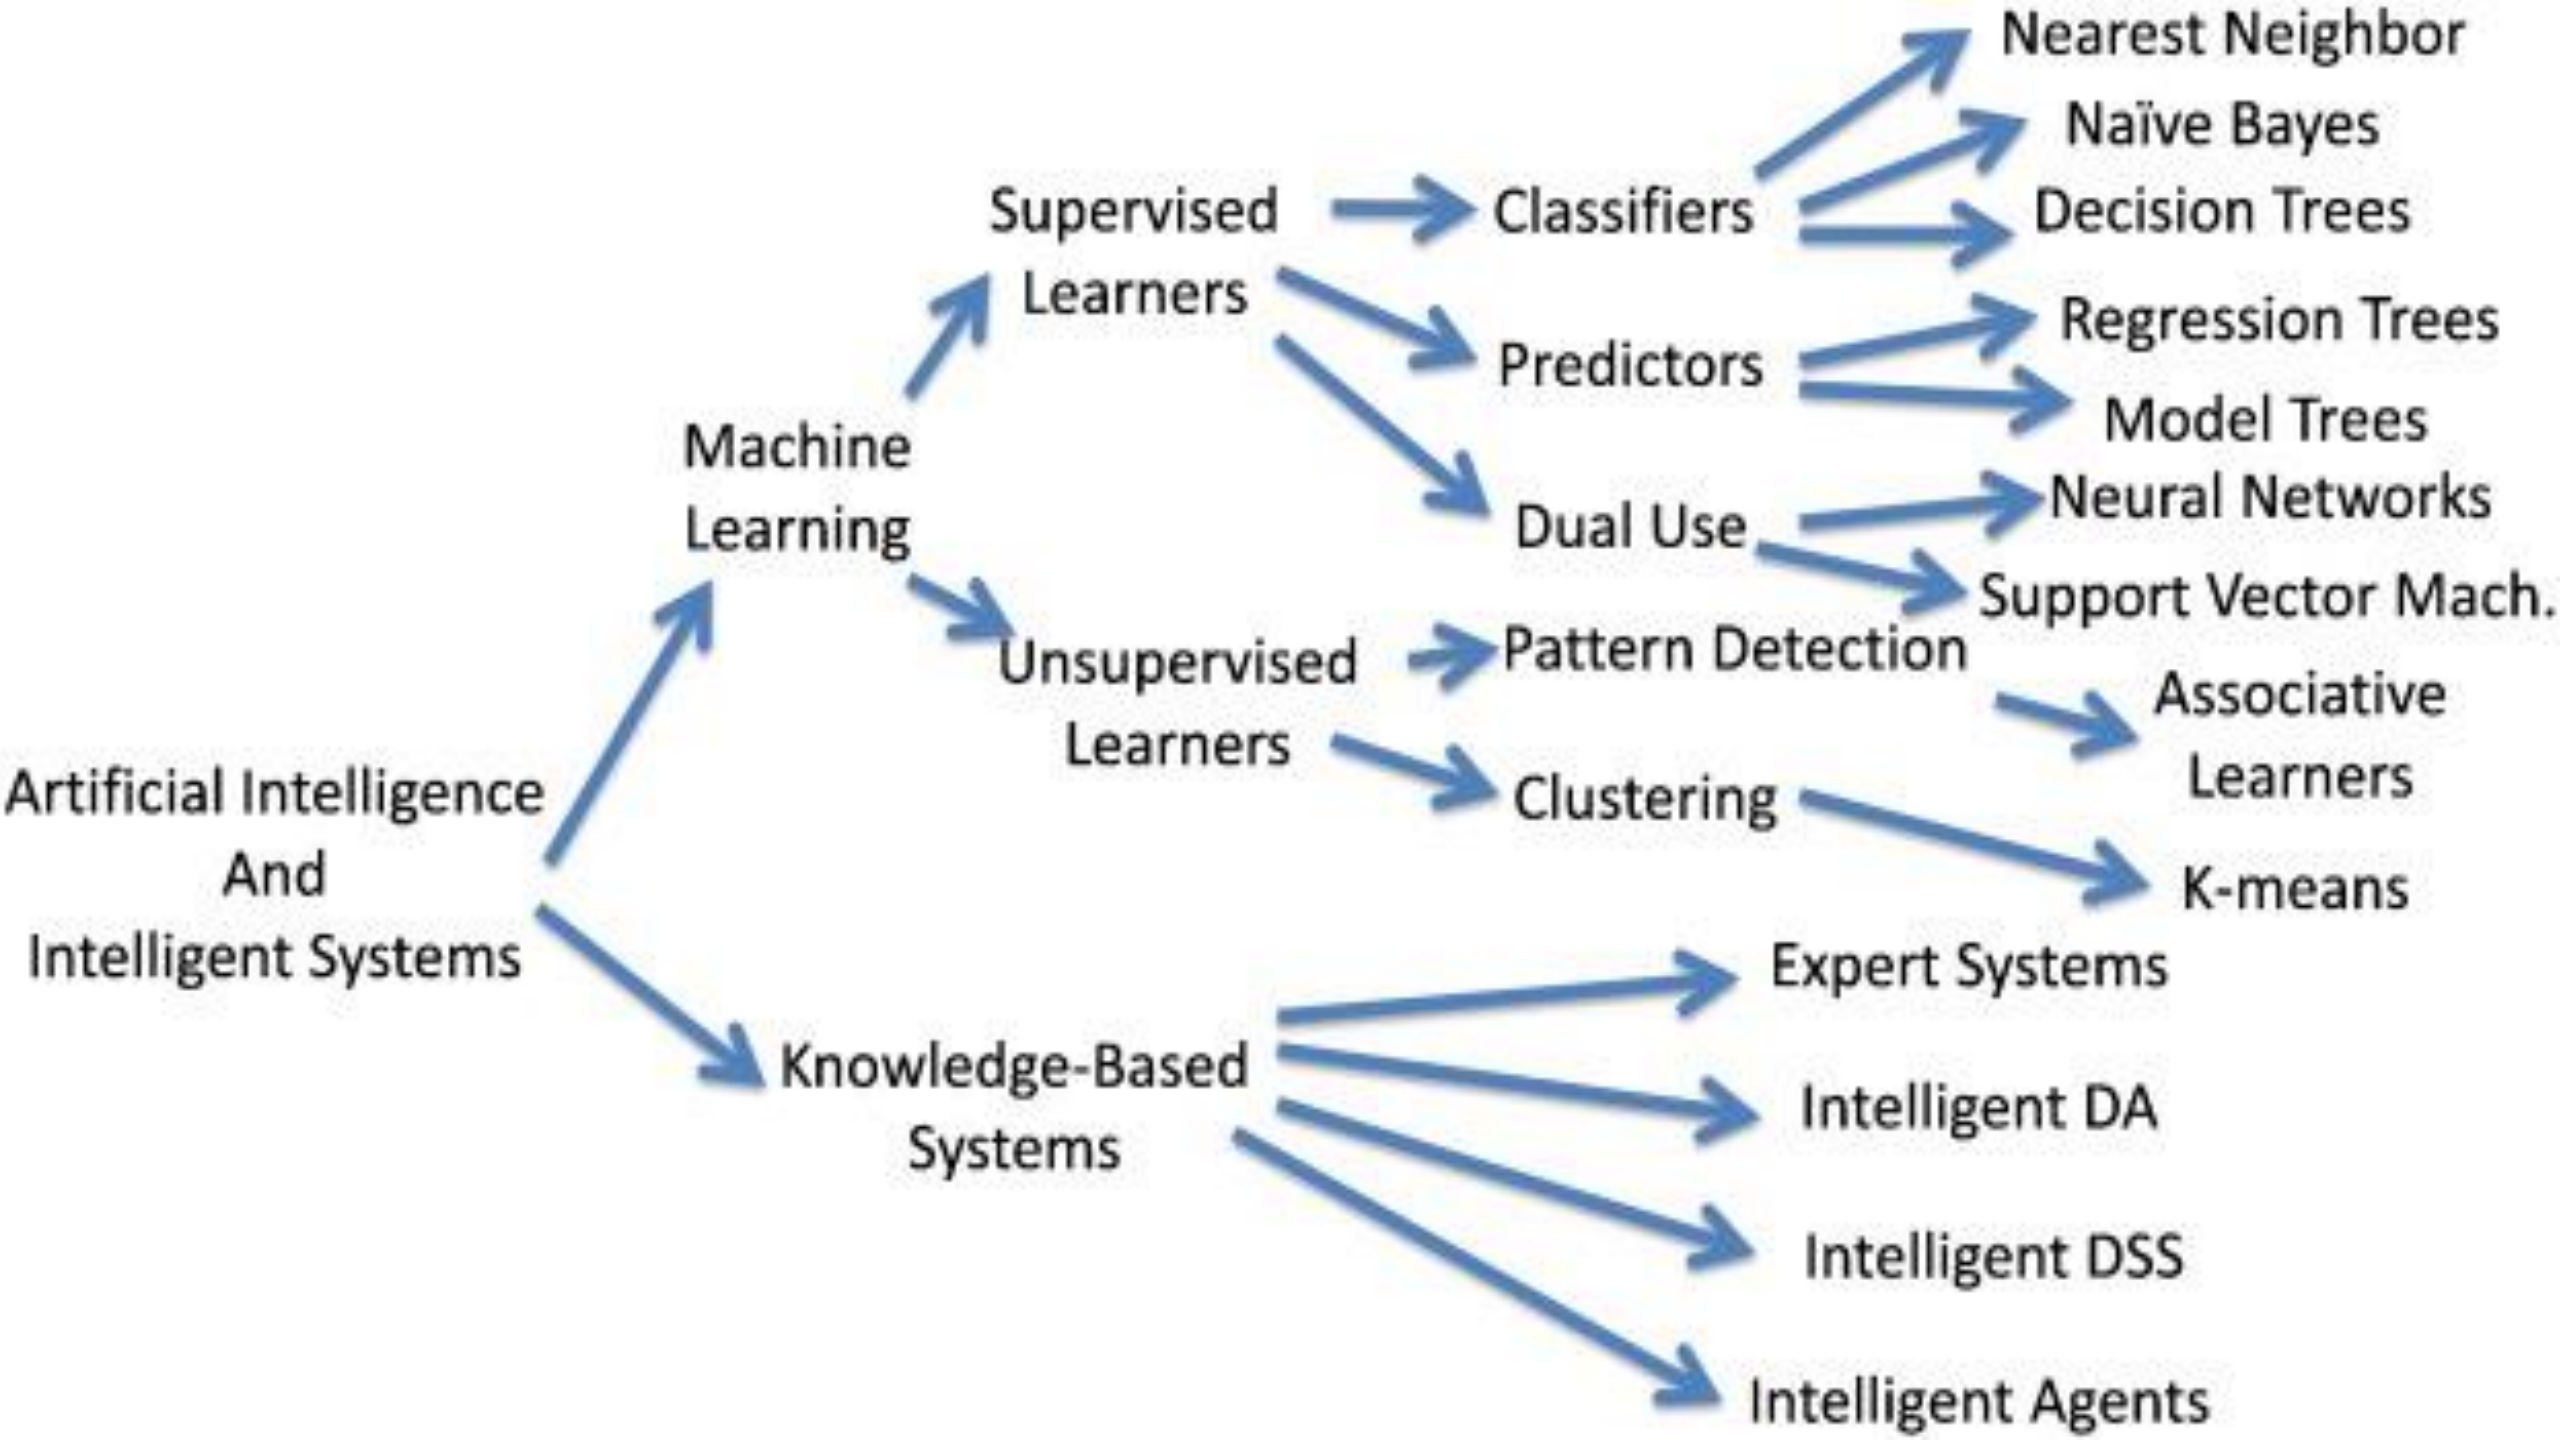 Nearest Neighbor
Naïve Bayes
Supervised
Learners
Classifiers
Decision Trees
Regression Trees
Predictors
Model Trees
Machine
Learning
Neural Networks
Dual Use
Support Vector Mach.
Unsupervised
Learners
Pattern Detection
Associative
Learners
Clustering
K-means
Artificial Intelligence
And
Intelligent Systems
Expert Systems
Knowledge-Based
Systems
Intelligent DA
Intelligent DSS
Intelligent Agents